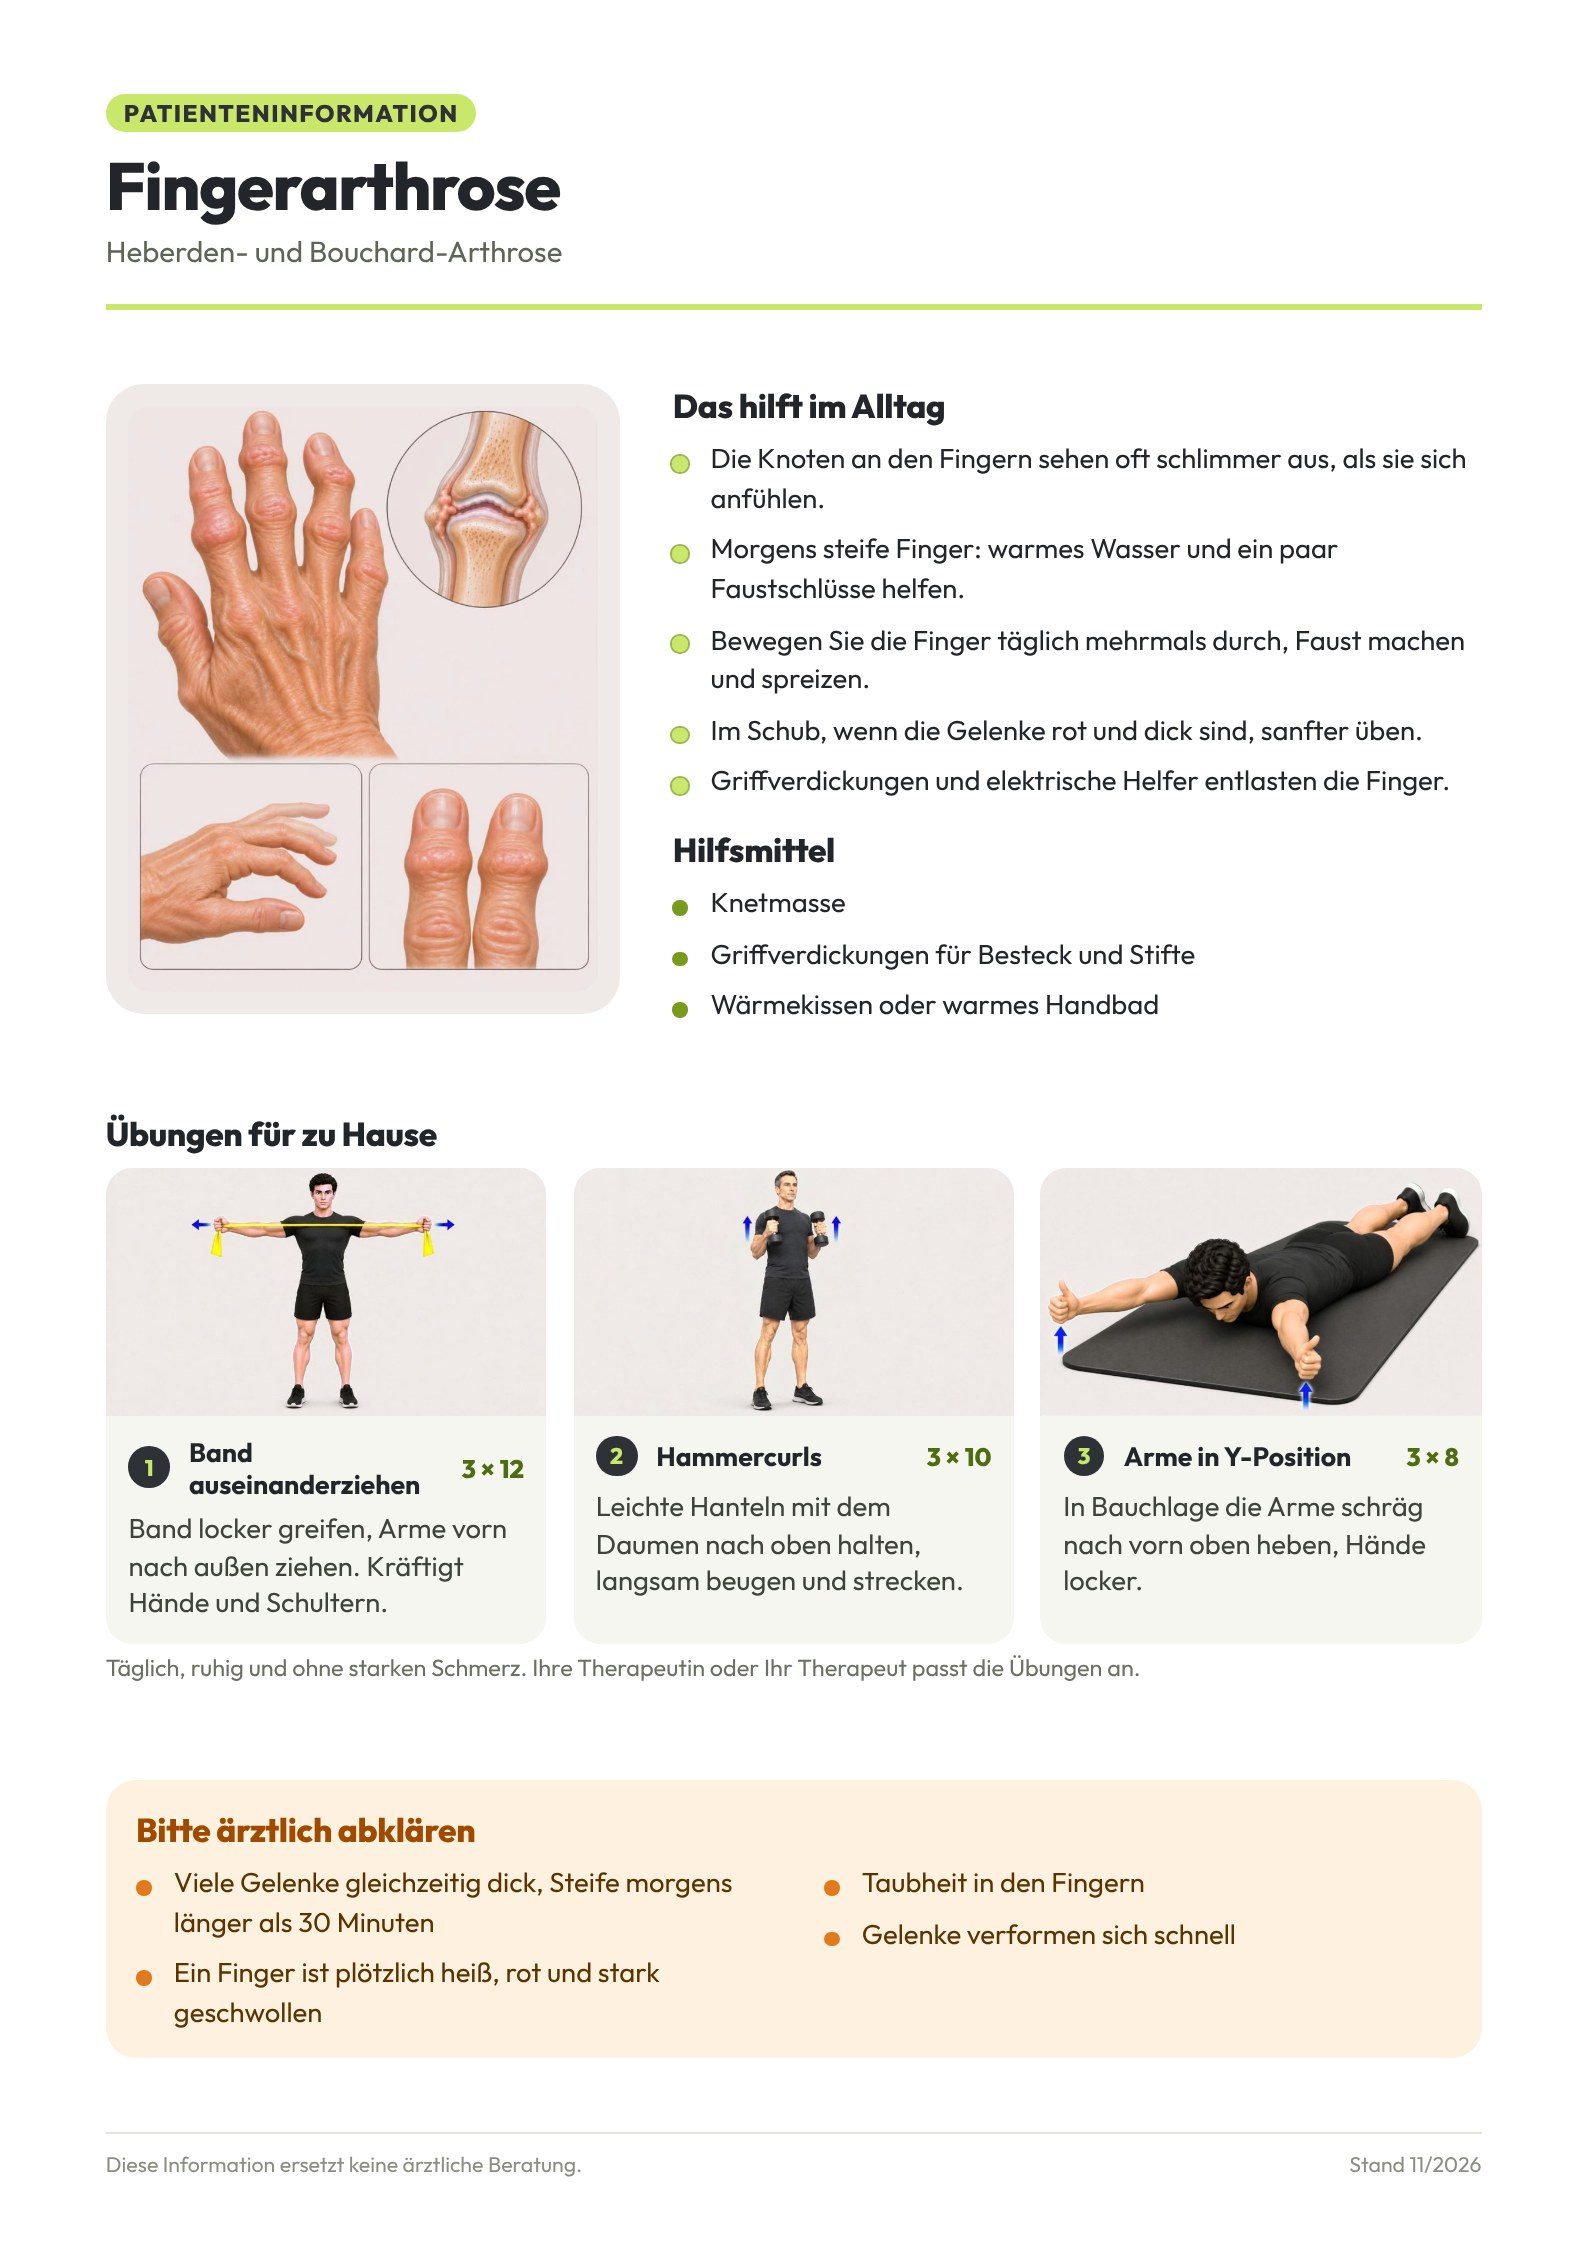 PATIENTENINFORMATION
Fingerarthrose
Heberden- und Bouchard-Arthrose
Das hilft im Alltag
Die Knoten an den Fingern sehen oft schlimmer aus, als sie sich
anfühlen.
Morgens steife Finger: warmes Wasser und ein paar
Faustschlüsse helfen.
Bewegen Sie die Finger täglich mehrmals durch, Faust machen
und spreizen.
Im Schub, wenn die Gelenke rot und dick sind, sanfter üben.
Griffverdickungen und elektrische Helfer entlasten die Finger.
Hilfsmittel
Knetmasse
Griffverdickungen für Besteck und Stifte
Wärmekissen oder warmes Handbad
Übungen für zu Hause
1 Band
auseinanderziehen 3 × 12
Band locker greifen, Arme vorn
nach außen ziehen. Kräftigt
Hände und Schultern.
2 Hammercurls 3 × 10
Leichte Hanteln mit dem
Daumen nach oben halten,
langsam beugen und strecken.
3 Arme in Y-Position 3 × 8
In Bauchlage die Arme schräg
nach vorn oben heben, Hände
locker.
Täglich, ruhig und ohne starken Schmerz. Ihre Therapeutin oder Ihr Therapeut passt die Übungen an.
Bitte ärztlich abklären
Viele Gelenke gleichzeitig dick, Steife morgens
länger als 30 Minuten
Ein Finger ist plötzlich heiß, rot und stark
geschwollen
Taubheit in den Fingern
Gelenke verformen sich schnell
Diese Information ersetzt keine ärztliche Beratung.
Stand 11/2026